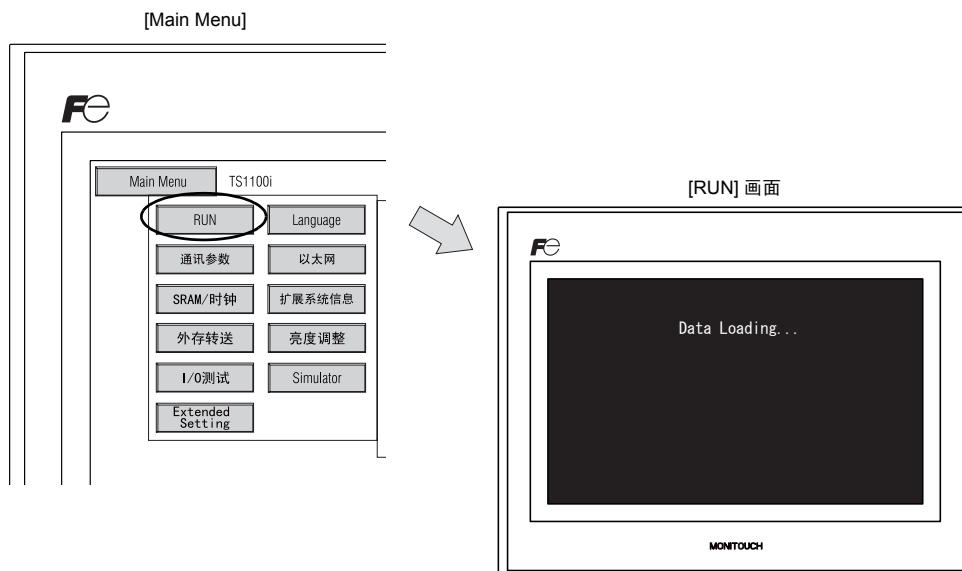 [Main Menu]
Fe
Main Menu TS1100i
RUN Language
通讯参数 以太网
SRAM/时钟 扩展系统信息
外存转送 亮度调整
I/O测试 Simulator
Extended
Setting
[RUN] 画面
Fe
Data Loading...
MONITOUCH